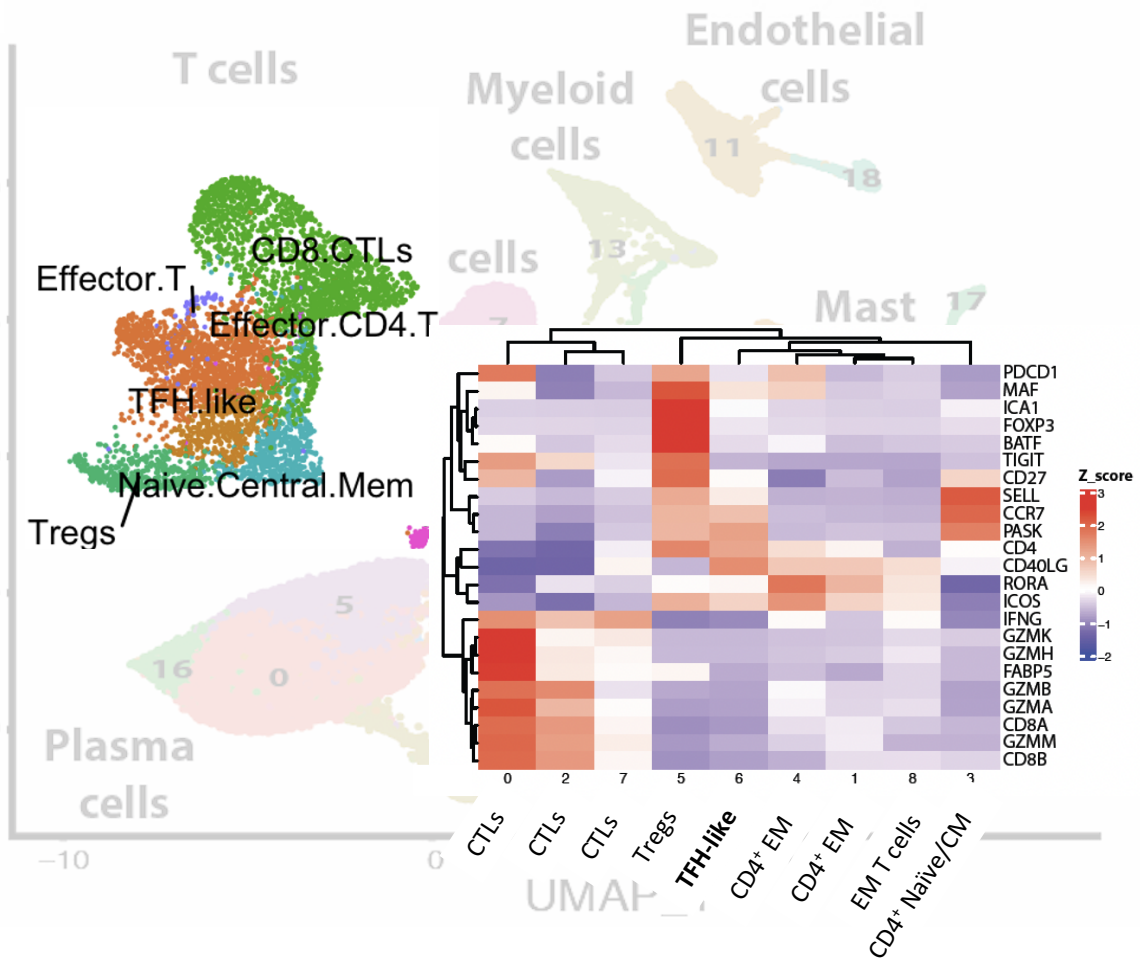 Endothelial
cells
T cells
Myeloid
cells
11
18
13
cells
CD8.CTLs
Effector.T
Mast
17
Effector.CD4.T
7
TFH.like
Naive.Central.Mem
Tregs
PDCD1
MAF
ICA1
FOXP3
BATF
TIGIT
CD27
SELL
CCR7
PASK
CD4
CD40LG
RORA
ICOS
IFNG
GZMK
GZMH
FABP5
GZMB
GZMA
CD8A
GZMM
CD8B
Z_score
3
2
1
0
−1
−2
5
16
0
Plasma
cells
0 2 7 5 6 4 1 8 3
CTLs
CTLs
CTLs
Tregs
TFH-like
CD4⁺ EM
CD4⁺ EM
EM T cells
CD4⁺ Naïve/CM
−10
0
UMAP_